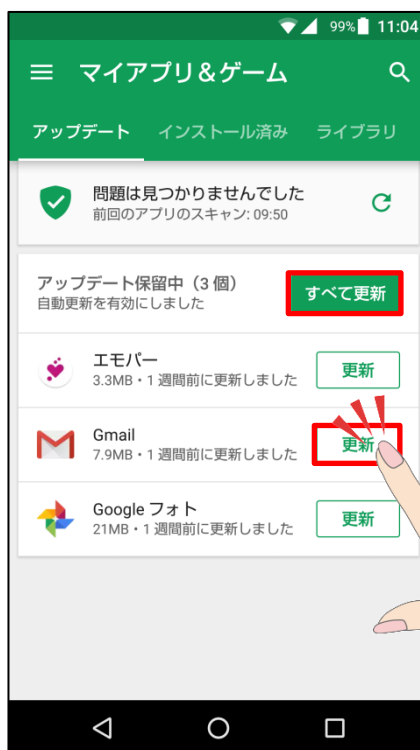 99% 11:04
マイアプリ＆ゲーム
アップデート インストール済み ライブラリ
問題は見つかりませんでした
前回のアプリのスキャン: 09:50
アップデート保留中（3 個）
自動更新を有効にしました
すべて更新
エモパー
3.3MB・1 週間前に更新しました
更新
Gmail
7.9MB・1 週間前に更新しました
更新
Google フォト
21MB・1 週間前に更新しました
更新